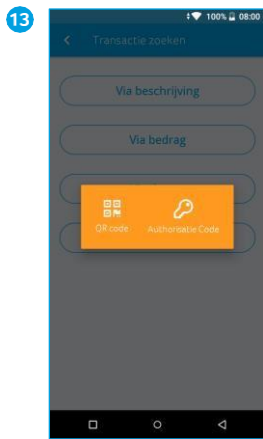 13
100% 08:00
Transactie zoeken
Via beschrijving
Via bedrag
QR code Authorisatie Code